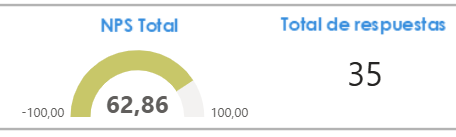 NPS Total
Total de respuestas
35
62,86
-100,00
100,00